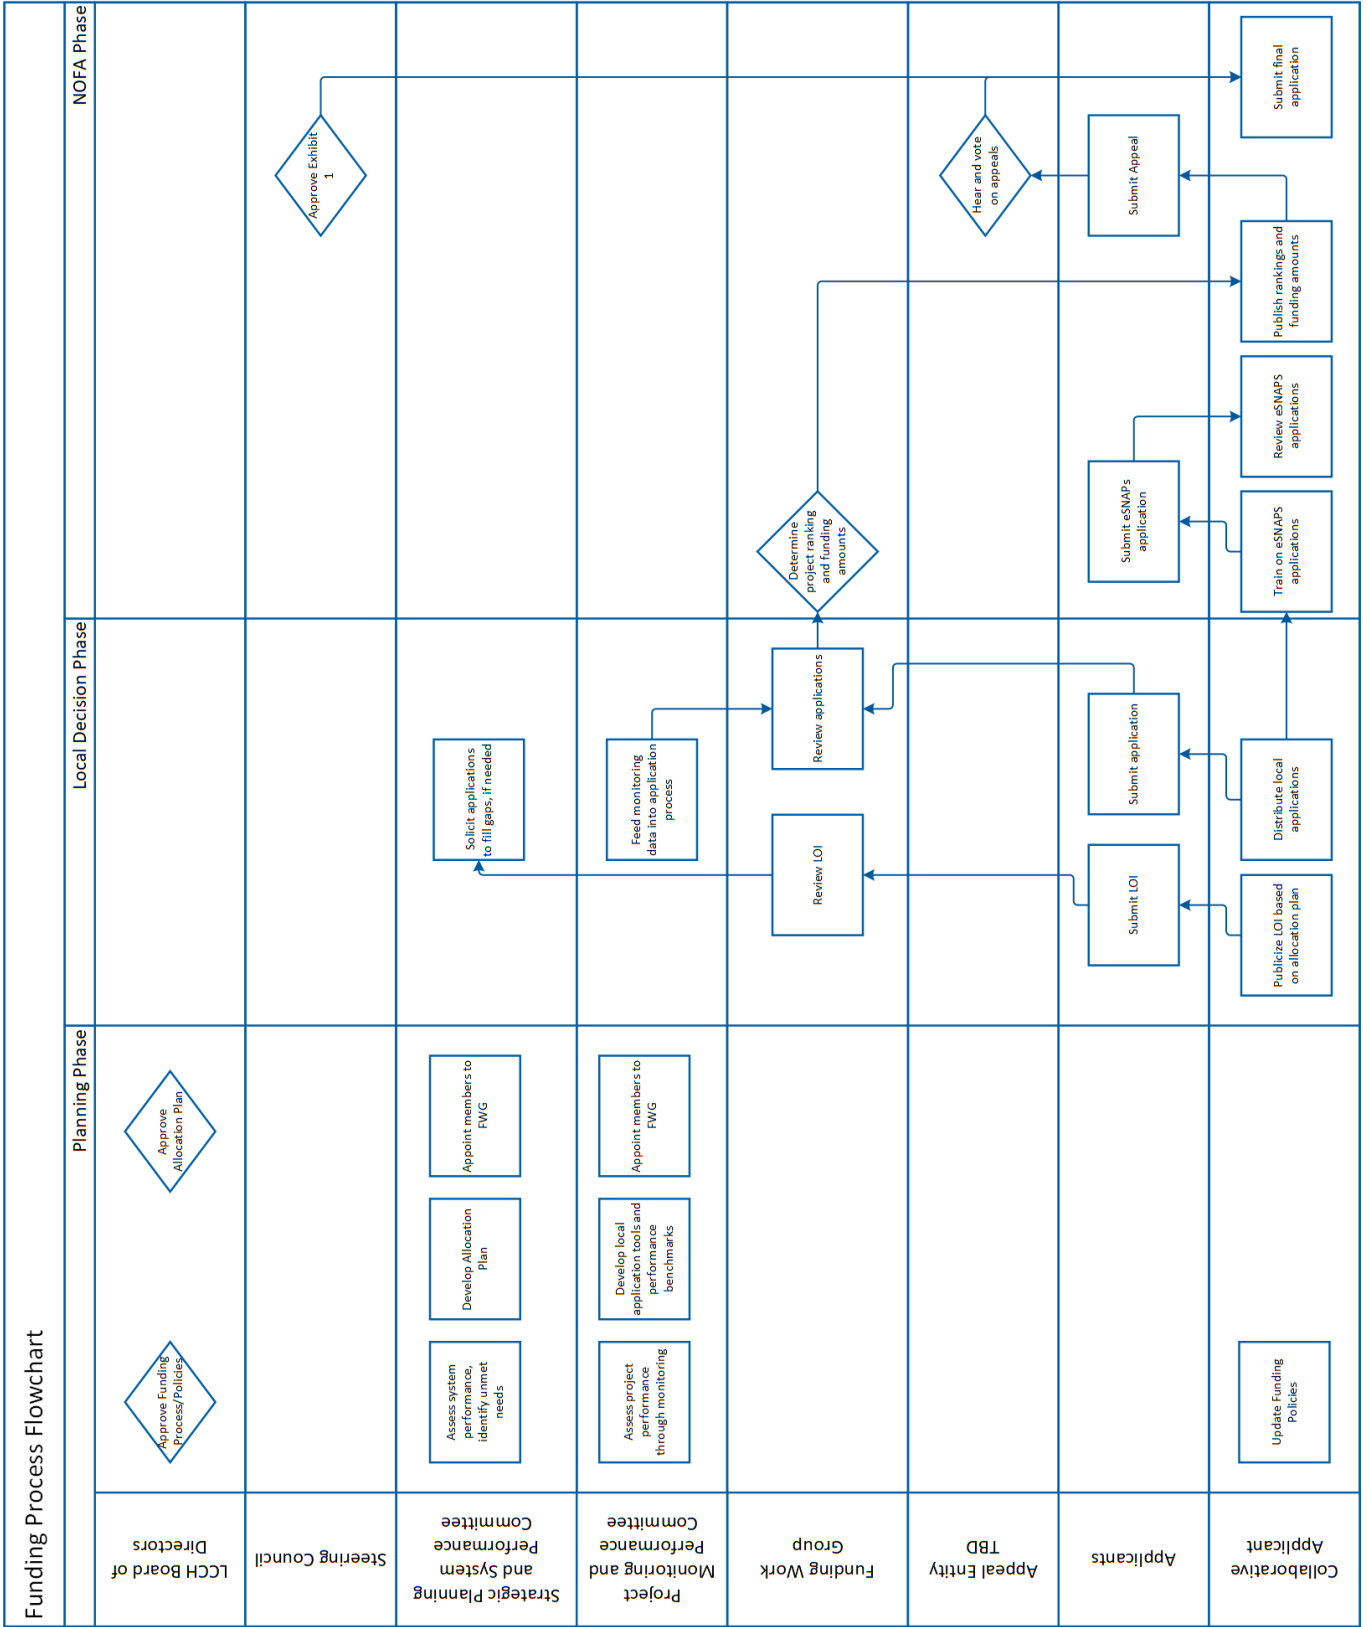 Funding Process Flowchart
Planning Phase
Local Decision Phase
NOFA Phase
LCCH Board of
Directors
Approve Funding
Process/Policies
Approve
Allocation Plan
Steering Council
Approve Exhibit
1
Strategic Planning
and System
Performance
Committee
Assess system
performance,
identify unmet
needs
Develop Allocation
Plan
Appoint members to
FWG
Solicit applications
to fill gaps, if needed
Project
Monitoring and
Performance
Committee
Assess project
performance
through monitoring
Develop local
application tools and
performance
benchmarks
Appoint members to
FWG
Feed monitoring
data into application
process
Funding Work
Group
Review LOI
Review applications
Determine
project ranking
and funding
amounts
Appeal Entity
TBD
Hear and vote
on appeals
Applicants
Submit LOI
Submit application
Submit eSNAPs
application
Submit Appeal
Collaborative
Applicant
Update Funding
Policies
Publicize LOI based
on allocation plan
Distribute local
applications
Train on eSNAPS
applications
Review eSNAPS
applications
Publish rankings and
funding amounts
Submit final
application